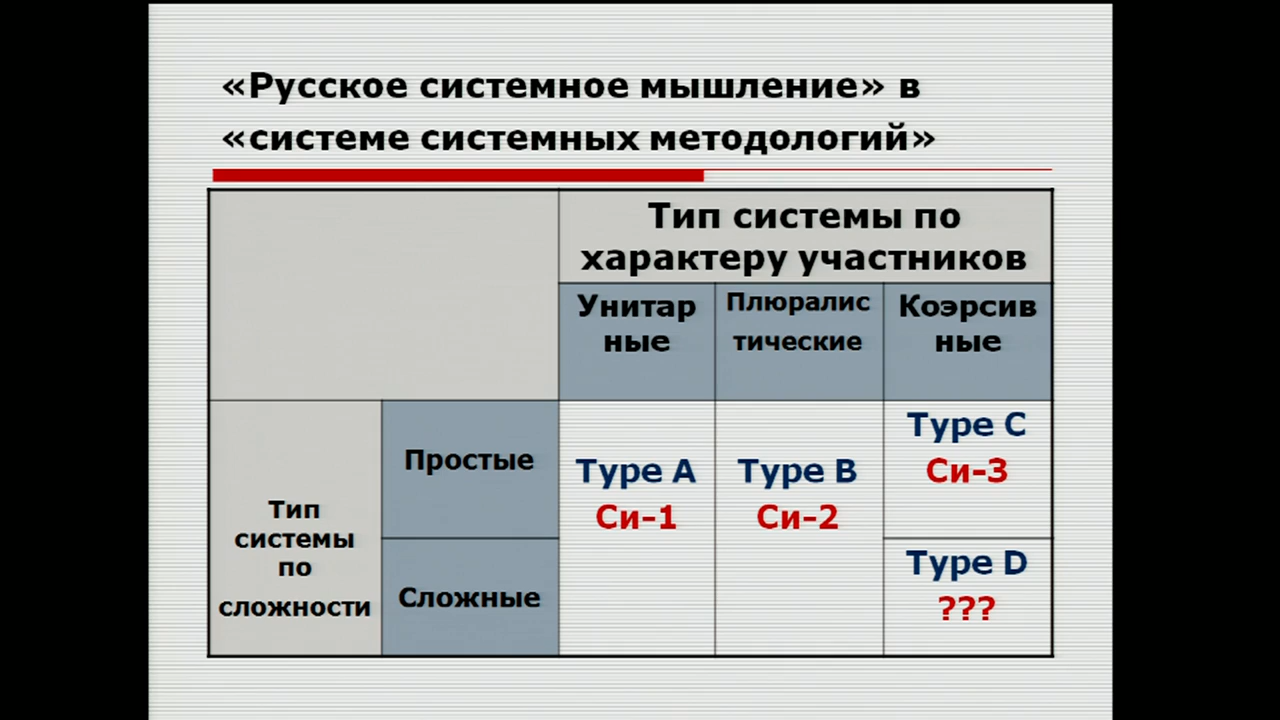 «Русское системное мышление» в
«системе системных методологий»
Тип системы по
характеру участников
Унитар
ные
Плюралис
тические
Коэрсив
ные
Тип
системы
по
сложности
Простые
Type A
Си-1
Type B
Си-2
Type C
Си-3
Сложные
Type D
???